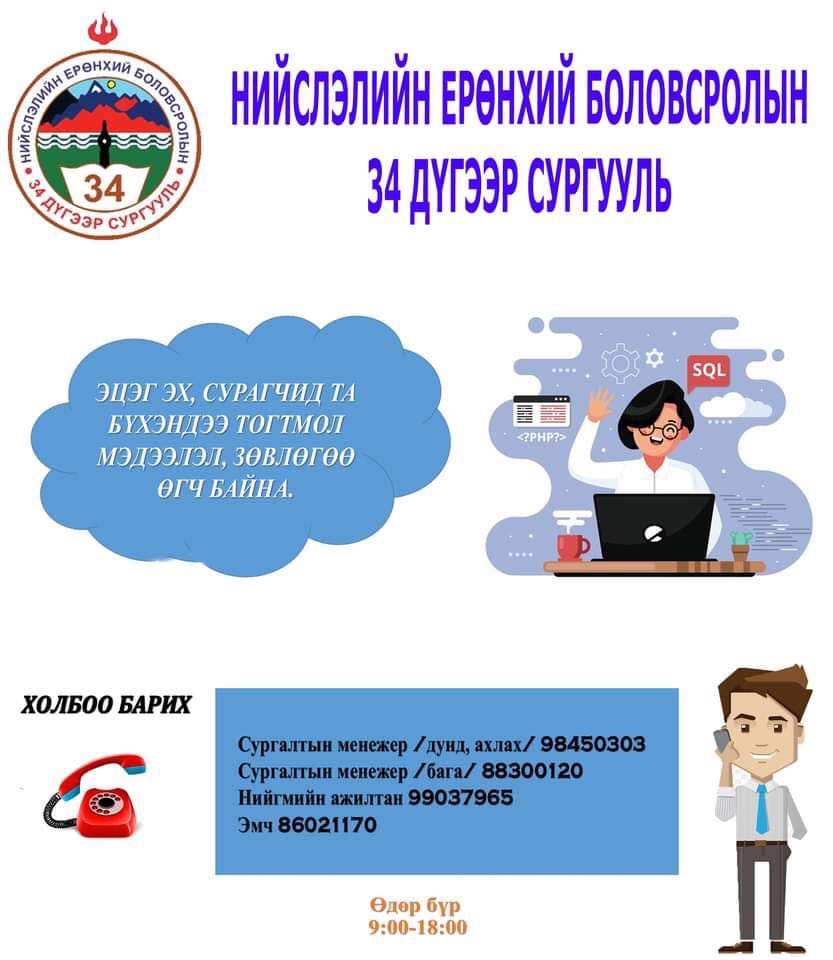 НИЙСЛЭЛИЙН ЕРӨНХИЙ БОЛОВСРОЛЫН
34 ДҮГЭЭР СУРГУУЛЬ
34
НИЙСЛЭЛИЙН ЕРӨНХИЙ БОЛОВСРОЛЫН
34 ДҮГЭЭР СУРГУУЛЬ
ЭЦЭГ ЭХ, СУРАГЧИД ТА
БҮХЭНДЭЭ ТОГТМОЛ
МЭДЭЭЛЭЛ, ЗӨВЛӨГӨӨ
ӨГЧ БАЙНА.
SQL
<?PHP?>
ХОЛБОО БАРИХ
Сургалтын менежер /дунд, ахлах/ 98450303
Сургалтын менежер /бага/ 88300120
Нийгмийн ажилтан 99037965
Эмч 86021170
Өдөр бүр
9:00-18:00